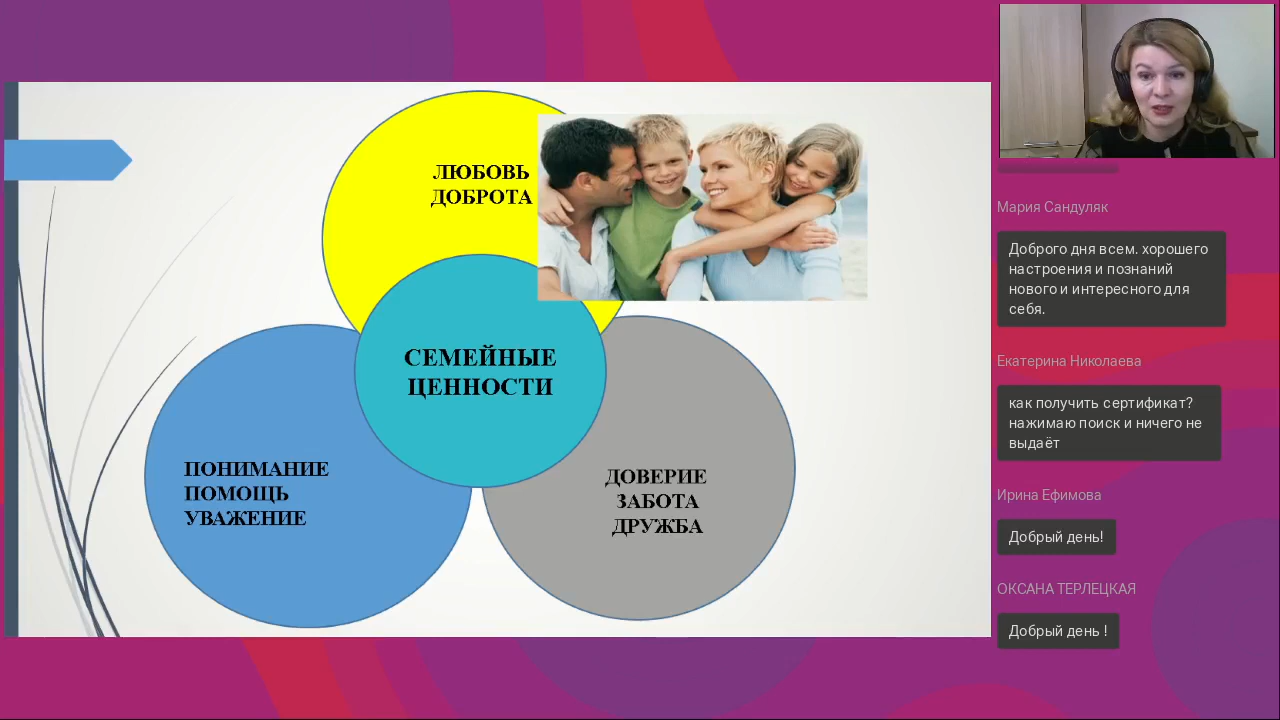 ЛЮБОВЬ
ДОБРОТА
СЕМЕЙНЫЕ
ЦЕННОСТИ
ПОНИМАНИЕ
ПОМОЩЬ
УВАЖЕНИЕ
ДОВЕРИЕ
ЗАБОТА
ДРУЖБА
Мария Сандуляк
Доброго дня всем. хорошего
настроения и познаний
нового и интересного для
себя.
Екатерина Николаева
как получить сертификат?
нажимаю поиск и ничего не
выдаёт
Ирина Ефимова
Добрый день!
ОКСАНА ТЕРЛЕЦКАЯ
Добрый день !